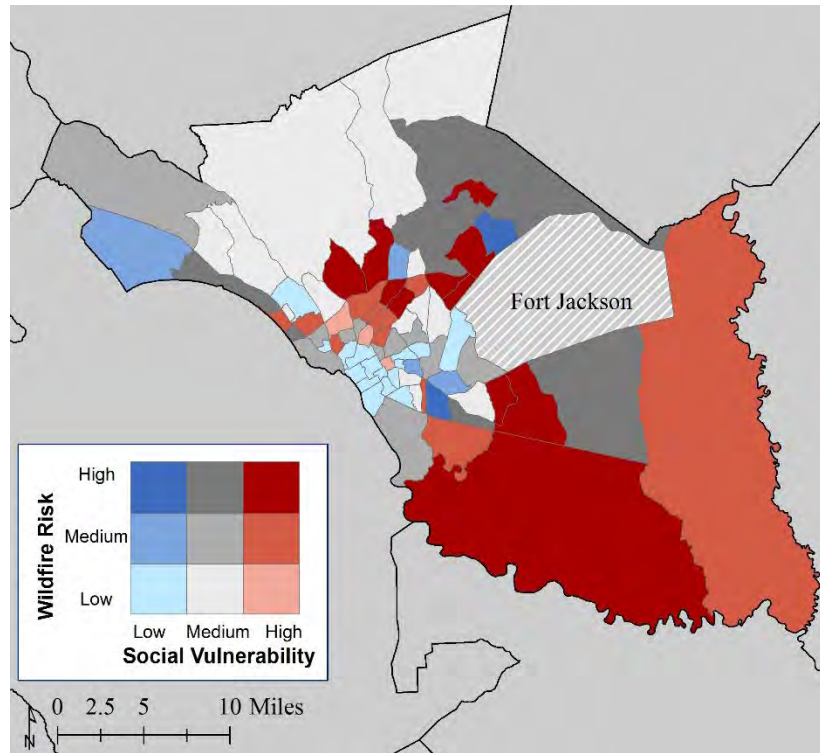 Fort Jackson
Wildfire Risk
High
Medium
Low
Low Medium High
Social Vulnerability
0 2.5 5 10 Miles
N